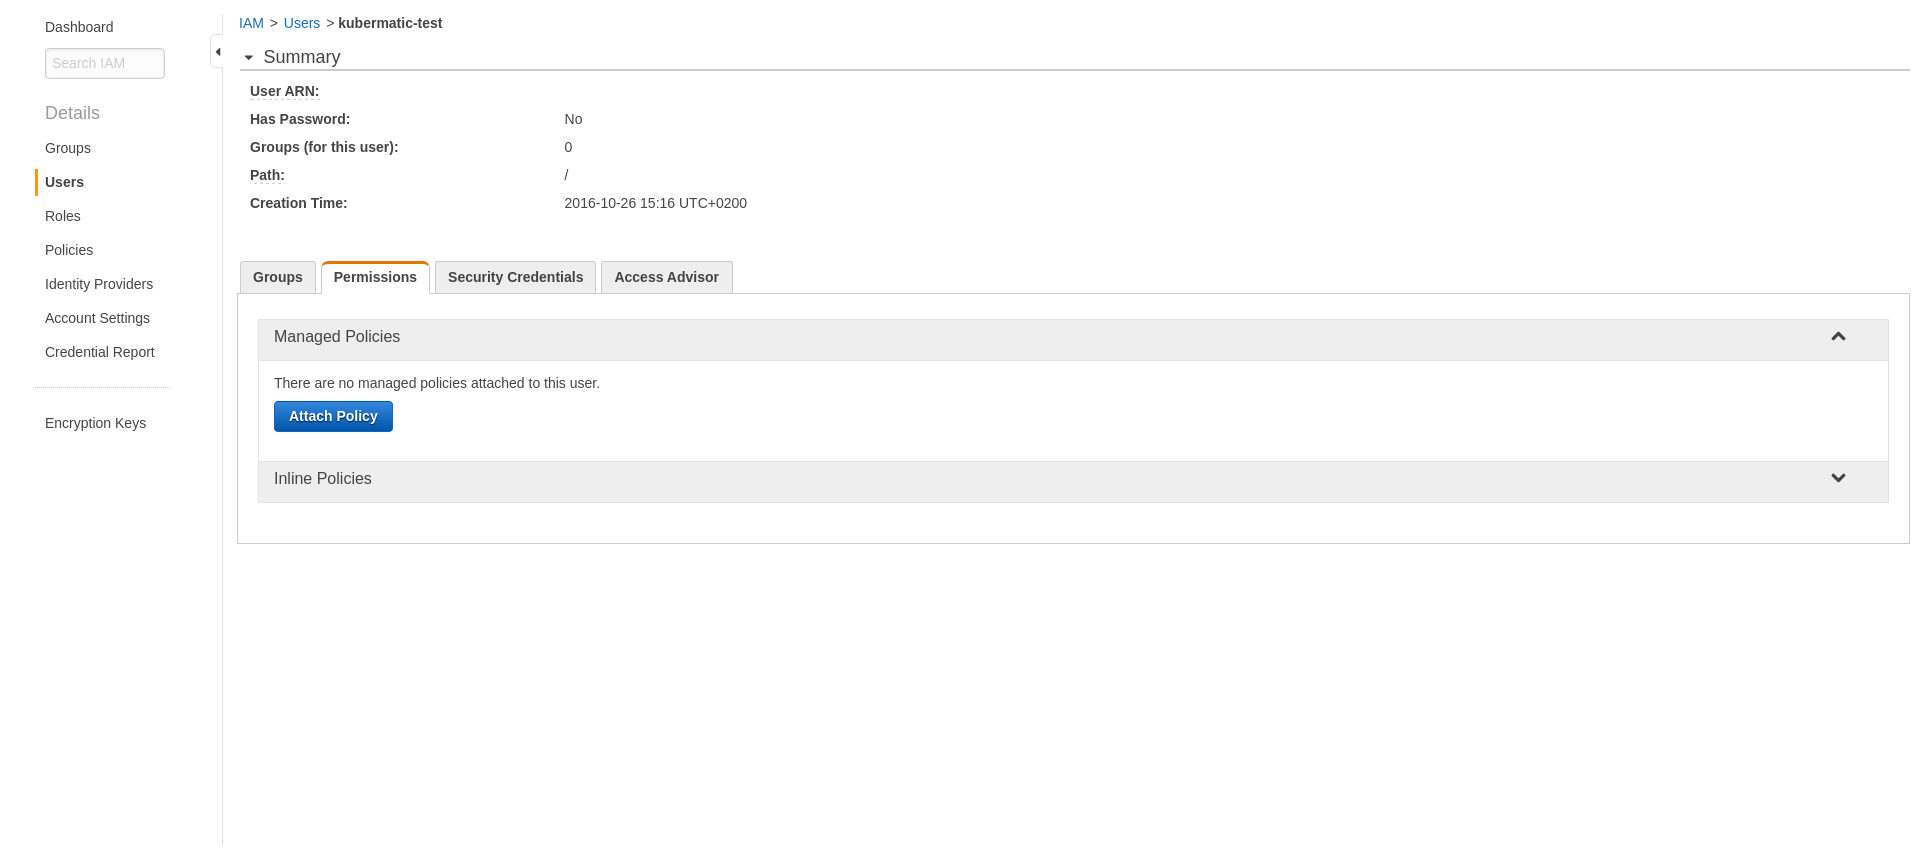 Dashboard
Search IAM
Details
Groups
Users
Roles
Policies
Identity Providers
Account Settings
Credential Report
Encryption Keys
IAM > Users > kubermatic-test
Summary
User ARN:
Has Password: No
Groups (for this user): 0
Path: /
Creation Time: 2016-10-26 15:16 UTC+0200
Groups Permissions Security Credentials Access Advisor
Managed Policies
There are no managed policies attached to this user.
Attach Policy
Inline Policies